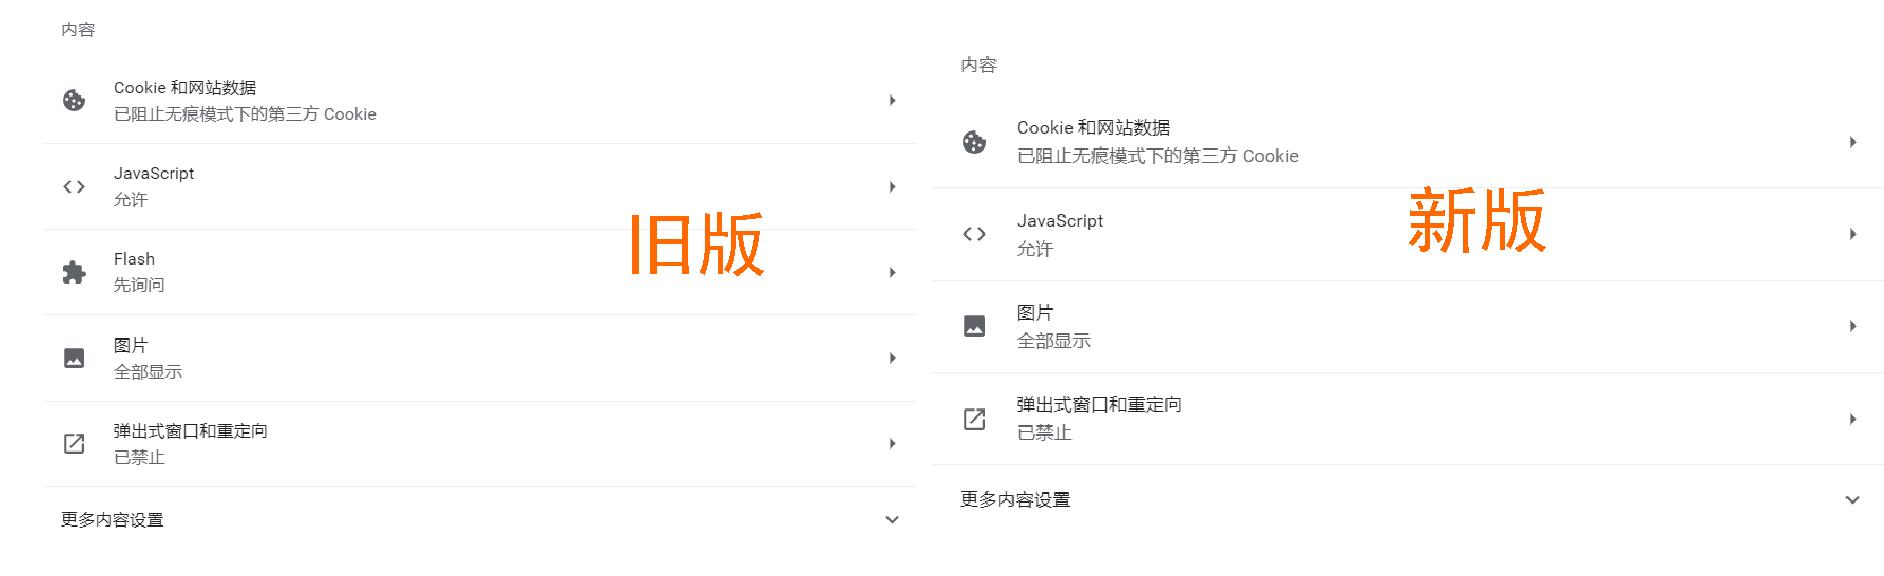 内容
Cookie 和网站数据
已阻止无痕模式下的第三方 Cookie
JavaScript
允许
Flash
先询问
图片
全部显示
弹出式窗口和重定向
已禁止
更多内容设置
旧版
内容
Cookie 和网站数据
已阻止无痕模式下的第三方 Cookie
JavaScript
允许
图片
全部显示
弹出式窗口和重定向
已禁止
更多内容设置
新版